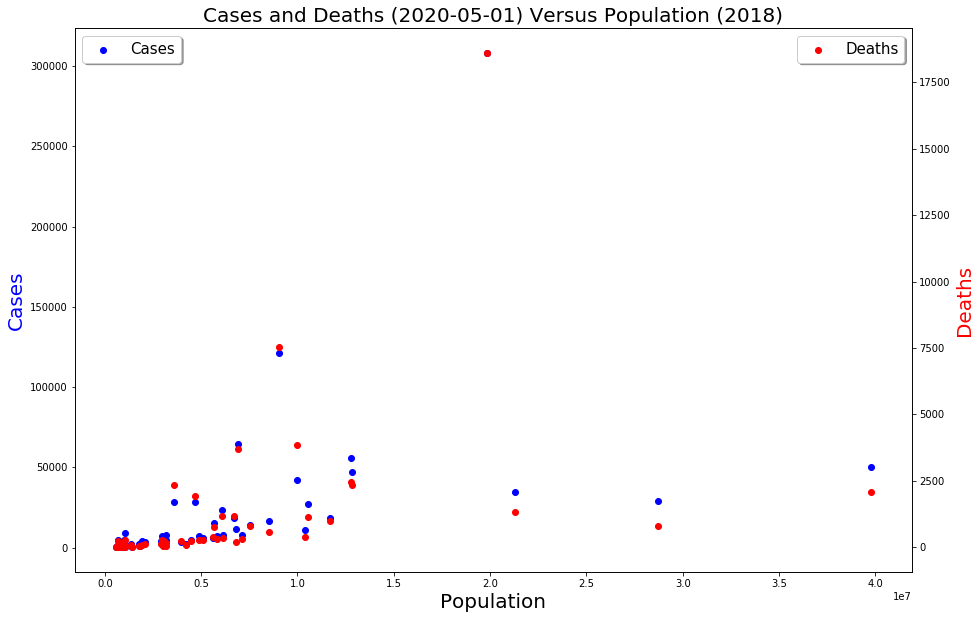 Cases and Deaths (2020-05-01) Versus Population (2018)
Cases
Deaths
300000
250000
200000
150000
100000
50000
0
Cases
17500
15000
12500
10000
7500
5000
2500
0
Deaths
0.0 0.5 1.0 1.5 2.0 2.5 3.0 3.5 4.0
1e7
Population